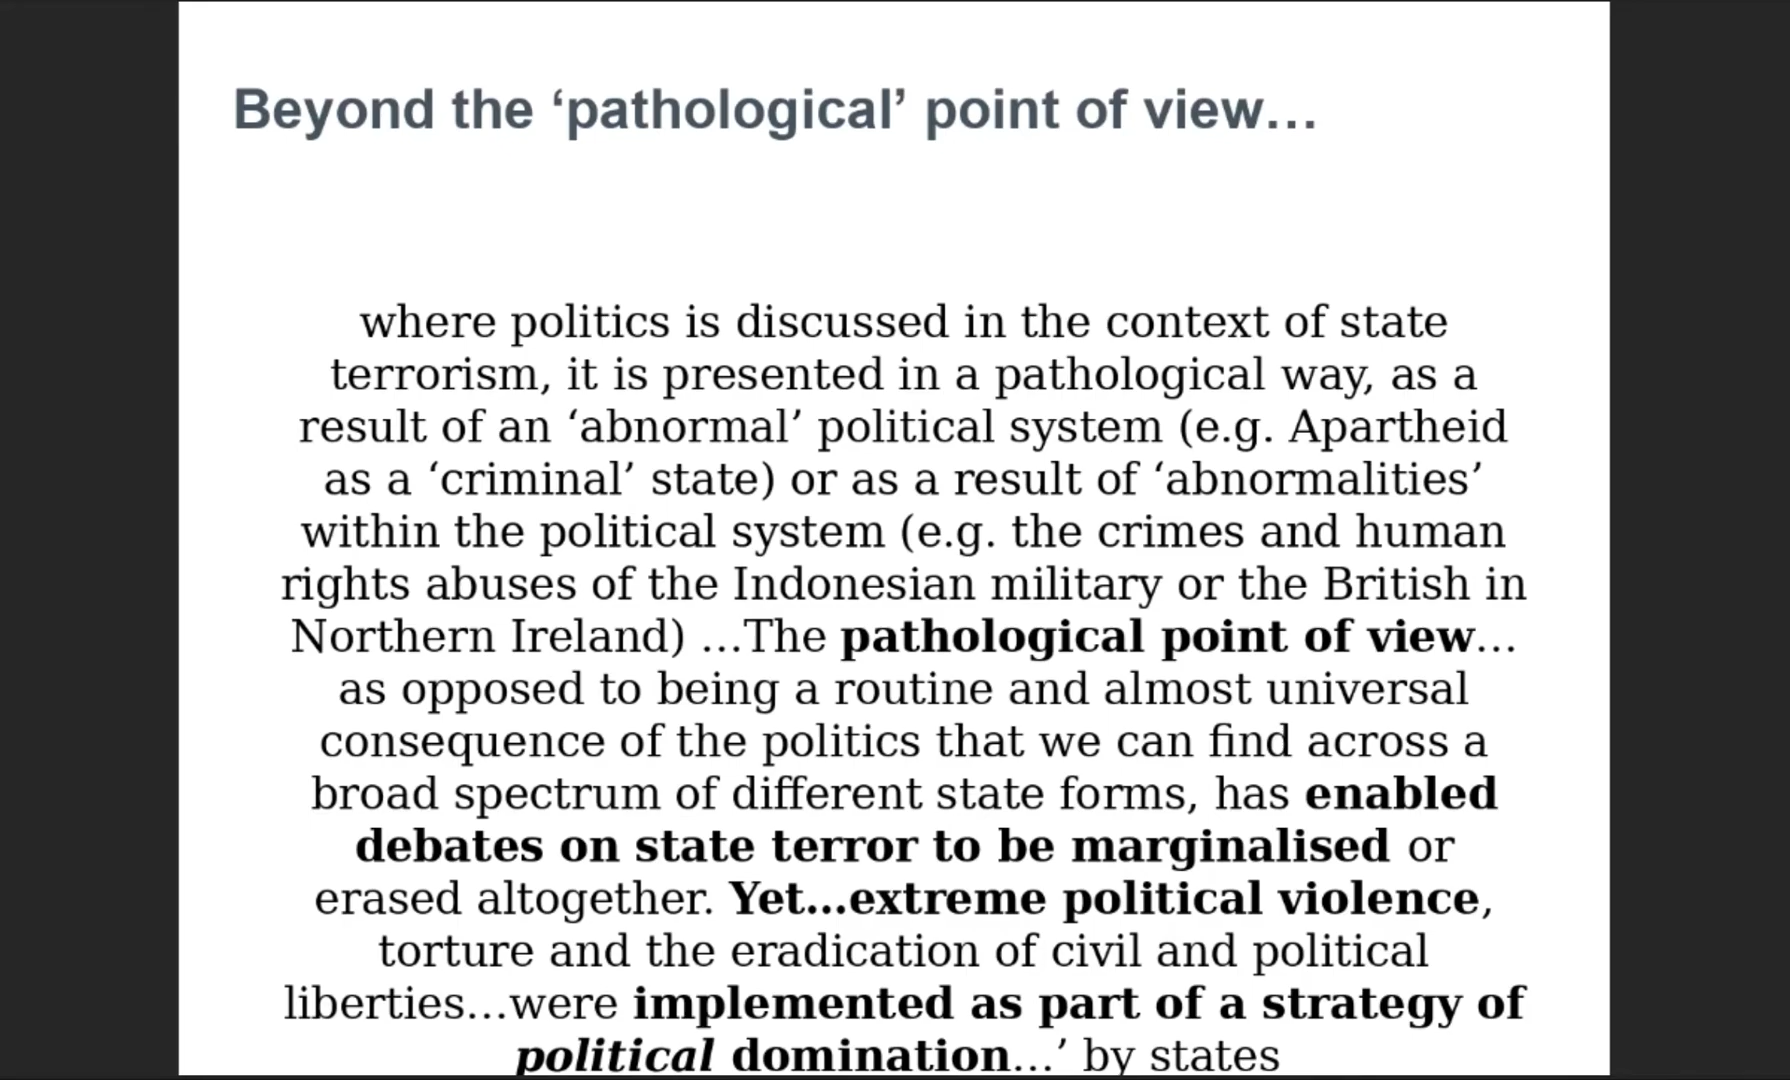 Beyond the ‘pathological’ point of view…
where politics is discussed in the context of state
terrorism, it is presented in a pathological way, as a
result of an ‘abnormal’ political system (e.g. Apartheid
as a ‘criminal’ state) or as a result of ‘abnormalities’
within the political system (e.g. the crimes and human
rights abuses of the Indonesian military or the British in
Northern Ireland) …The pathological point of view…
as opposed to being a routine and almost universal
consequence of the politics that we can find across a
broad spectrum of different state forms, has enabled
debates on state terror to be marginalised or
erased altogether. Yet…extreme political violence,
torture and the eradication of civil and political
liberties…were implemented as part of a strategy of
political domination…’ by states